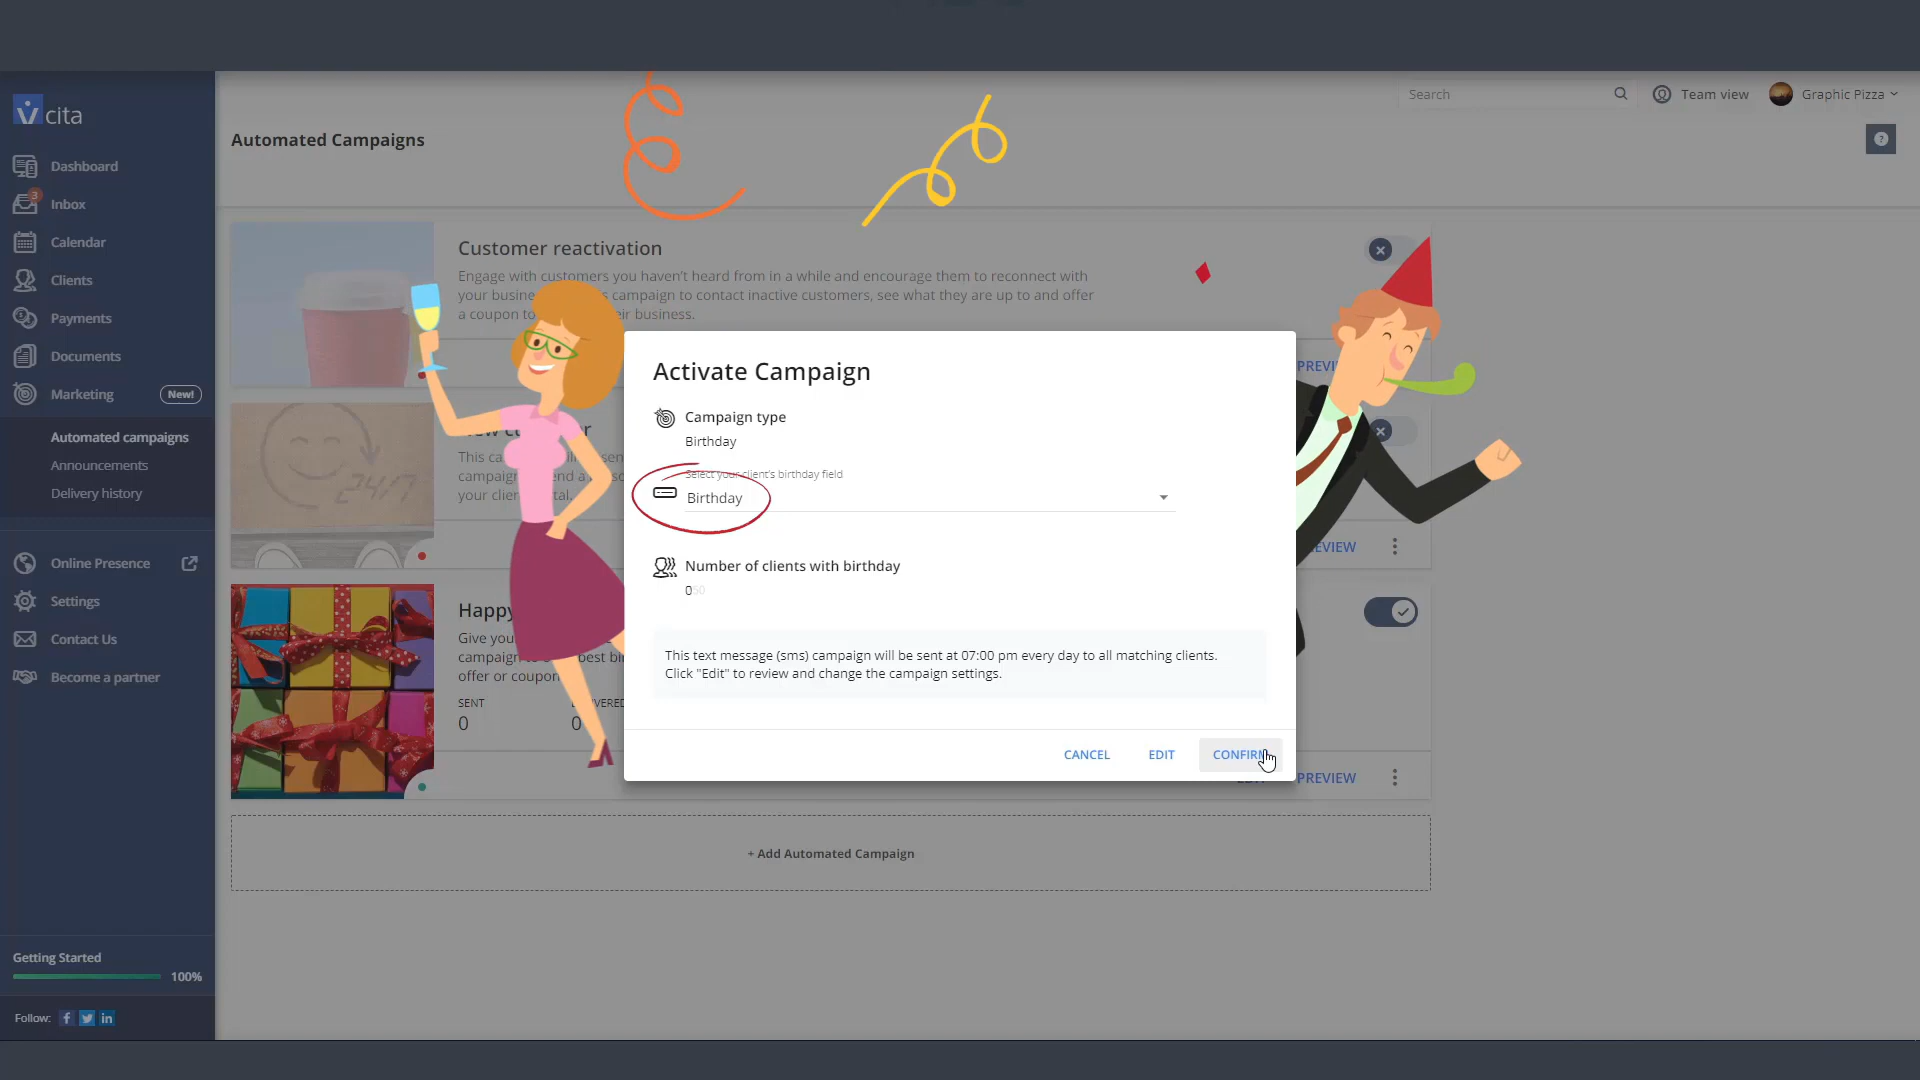 vcita
Dashboard
3
Inbox
Calendar
Clients
Payments
Documents
Marketing New!
Automated campaigns
Announcements
Delivery history
Online Presence
Settings
Contact Us
Become a partner
Getting Started
100%
Follow:
Search
Team view
Graphic Pizza
Automated Campaigns
?
Customer reactivation
Engage with customers you haven't heard from in a while and encourage them to reconnect with
your campaign to contact inactive customers, see what they are up to and offer
a coupon to business.
PREVI
This ca
campai
your clien
24/7
EVIEW
Happy
Give you
campaign best bi
offer or coupon
SENT
0
0
PREVIEW
+ Add Automated Campaign
Activate Campaign
Campaign type
Birthday
Select your client's birthday field
Birthday
Number of clients with birthday
0
This text message (sms) campaign will be sent at 07:00 pm every day to all matching clients.
Click "Edit" to review and change the campaign settings.
CANCEL
EDIT
CONFIRM